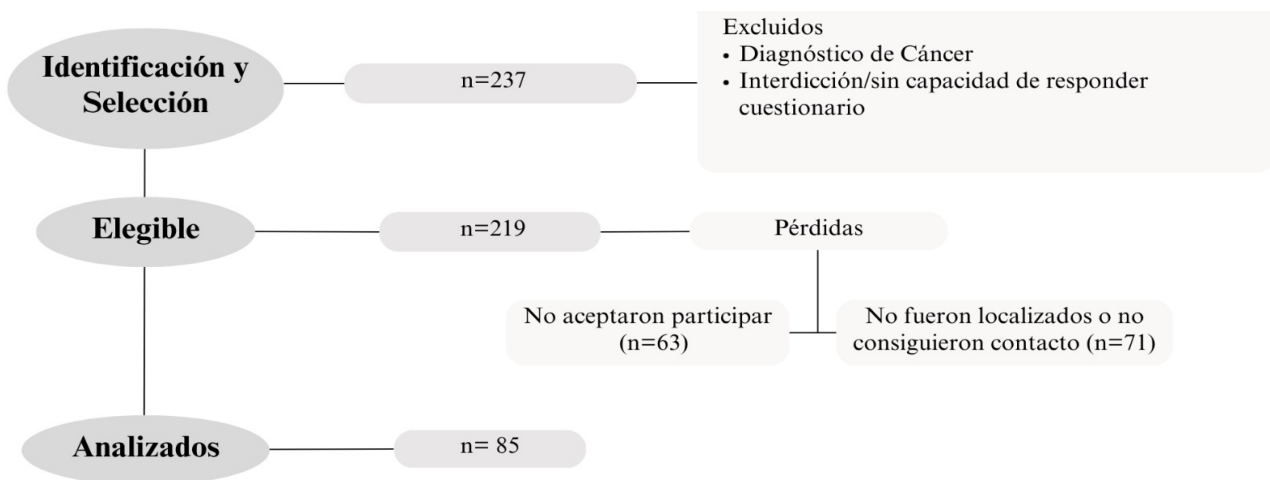 Identificación y
Selección
n=237
Excluidos
• Diagnóstico de Cáncer
• Interdicción/sin capacidad de responder
cuestionario
Elegible
n=219
Pérdidas
No aceptaron participar
(n=63)
No fueron localizados o no
consiguieron contacto (n=71)
Analizados
n= 85